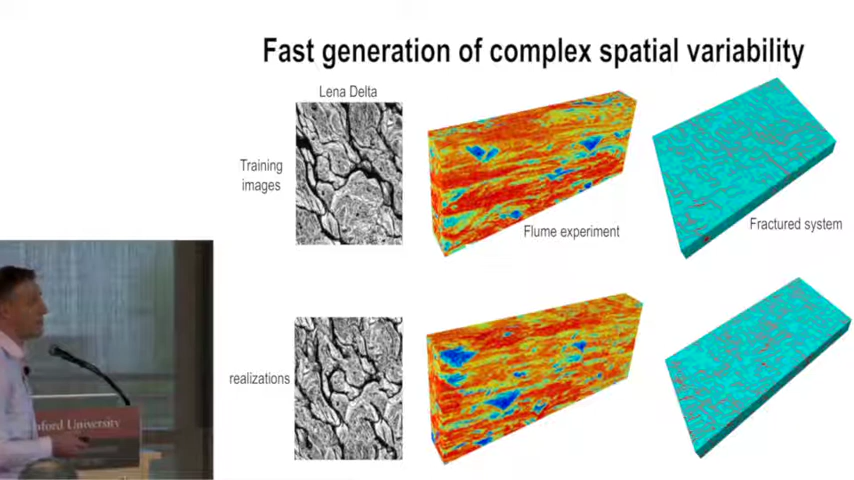 Fast generation of complex spatial variability
Lena Delta
Training
images
Flume experiment
Fractured system
realizations
nford University